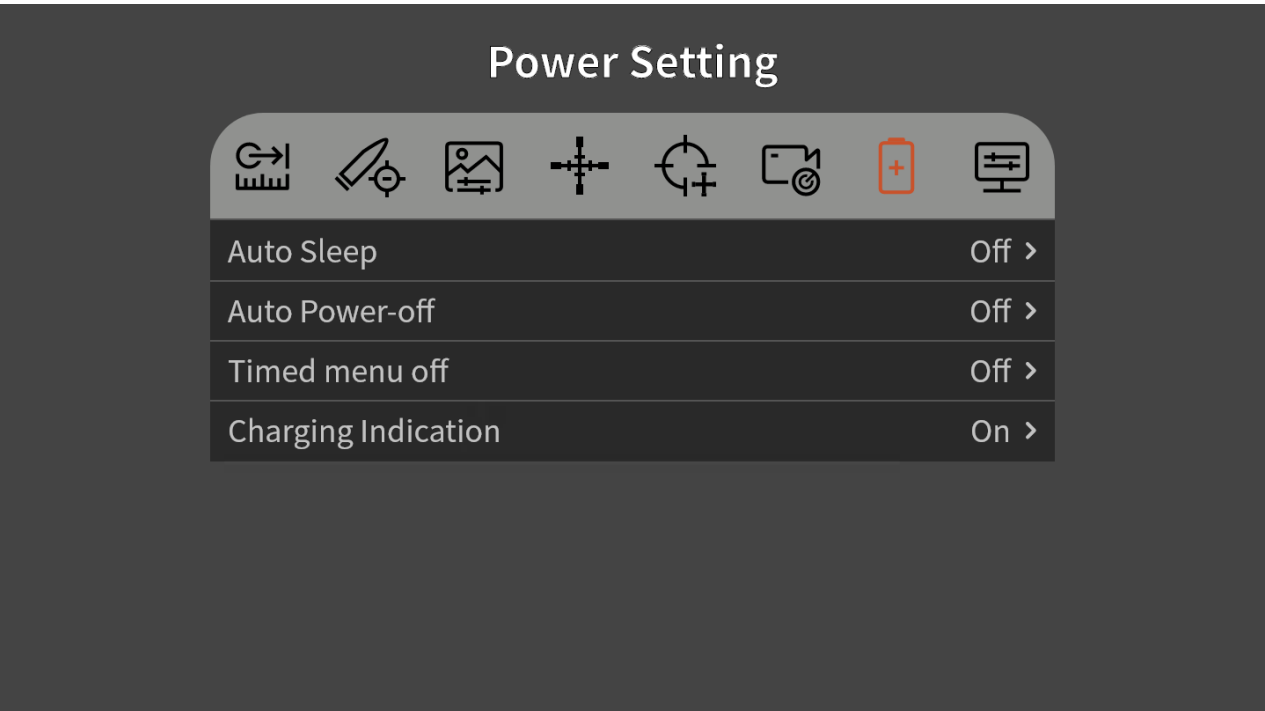 Power Setting
Auto Sleep Off
Auto Power-off Off
Timed menu off Off
Charging Indication On